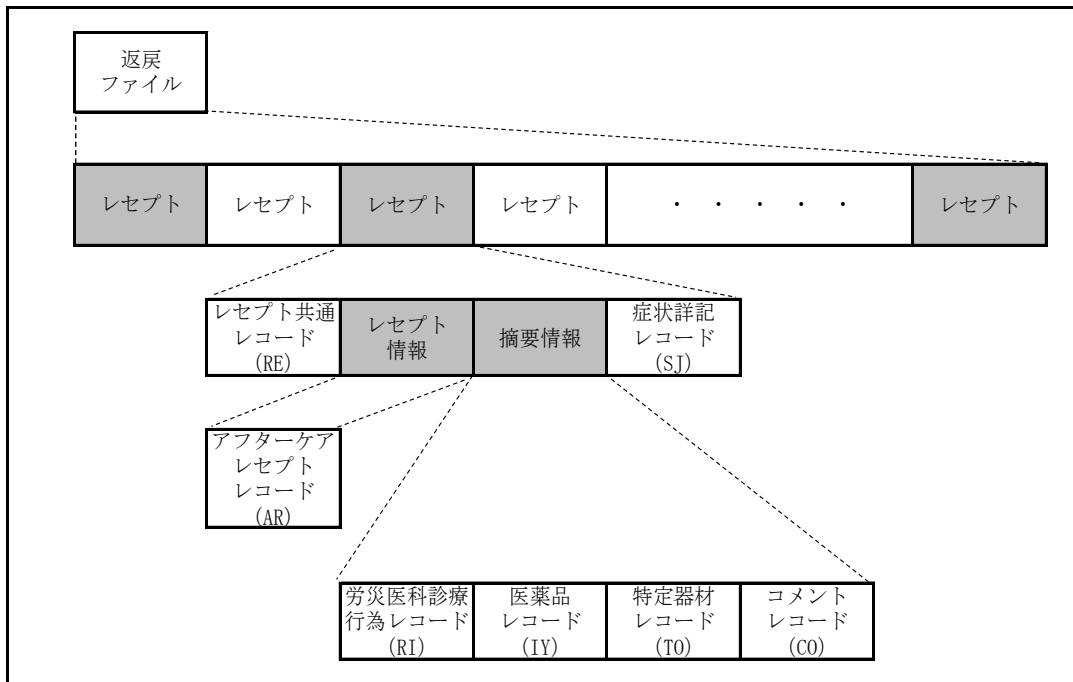 返戻
ファイル
レセプト
レセプト
レセプト
レセプト
・ ・ ・ ・ ・
レセプト
レセプト共通
レコード
(RE)
レセプト
情報
摘要情報
症状詳記
レコード
(SJ)
アフターケア
レセプト
レコード
(AR)
労災医科診療
行為レコード
(RI)
医薬品
レコード
(IY)
特定器材
レコード
(TO)
コメント
レコード
(CO)